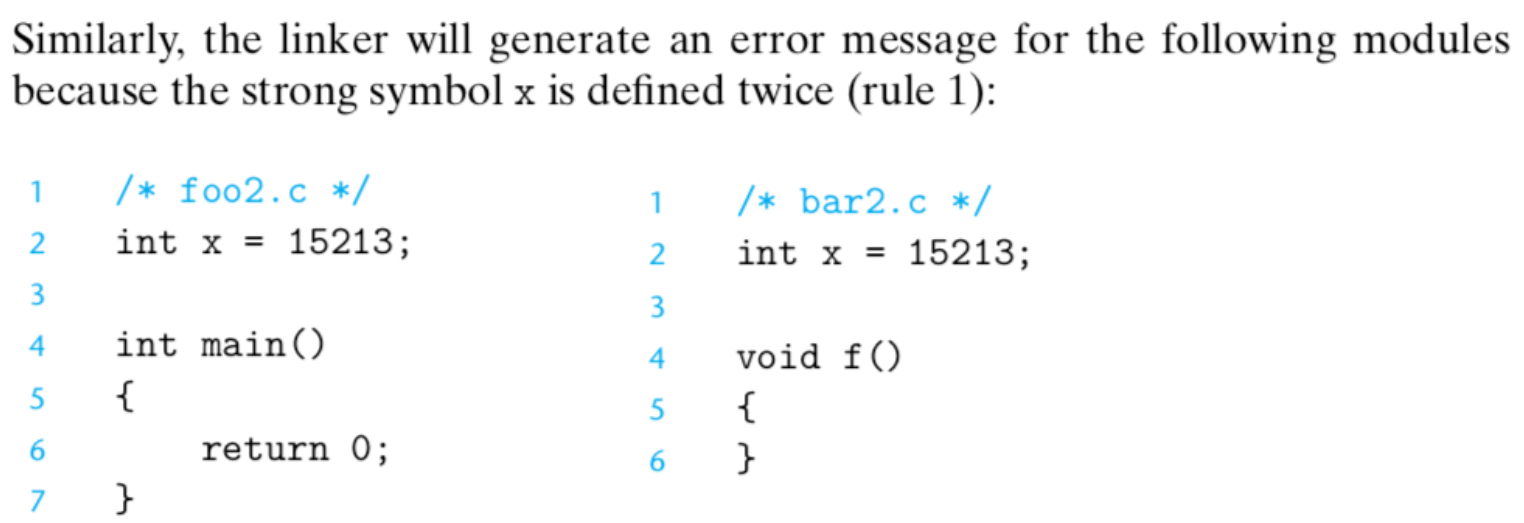 Similarly, the linker will generate an error message for the following modules
because the strong symbol x is defined twice (rule 1):
1 /* foo2.c */
2 int x = 15213;
3
4 int main()
5 {
6 return 0;
7 }
1 /* bar2.c */
2 int x = 15213;
3
4 void f()
5 {
6 }